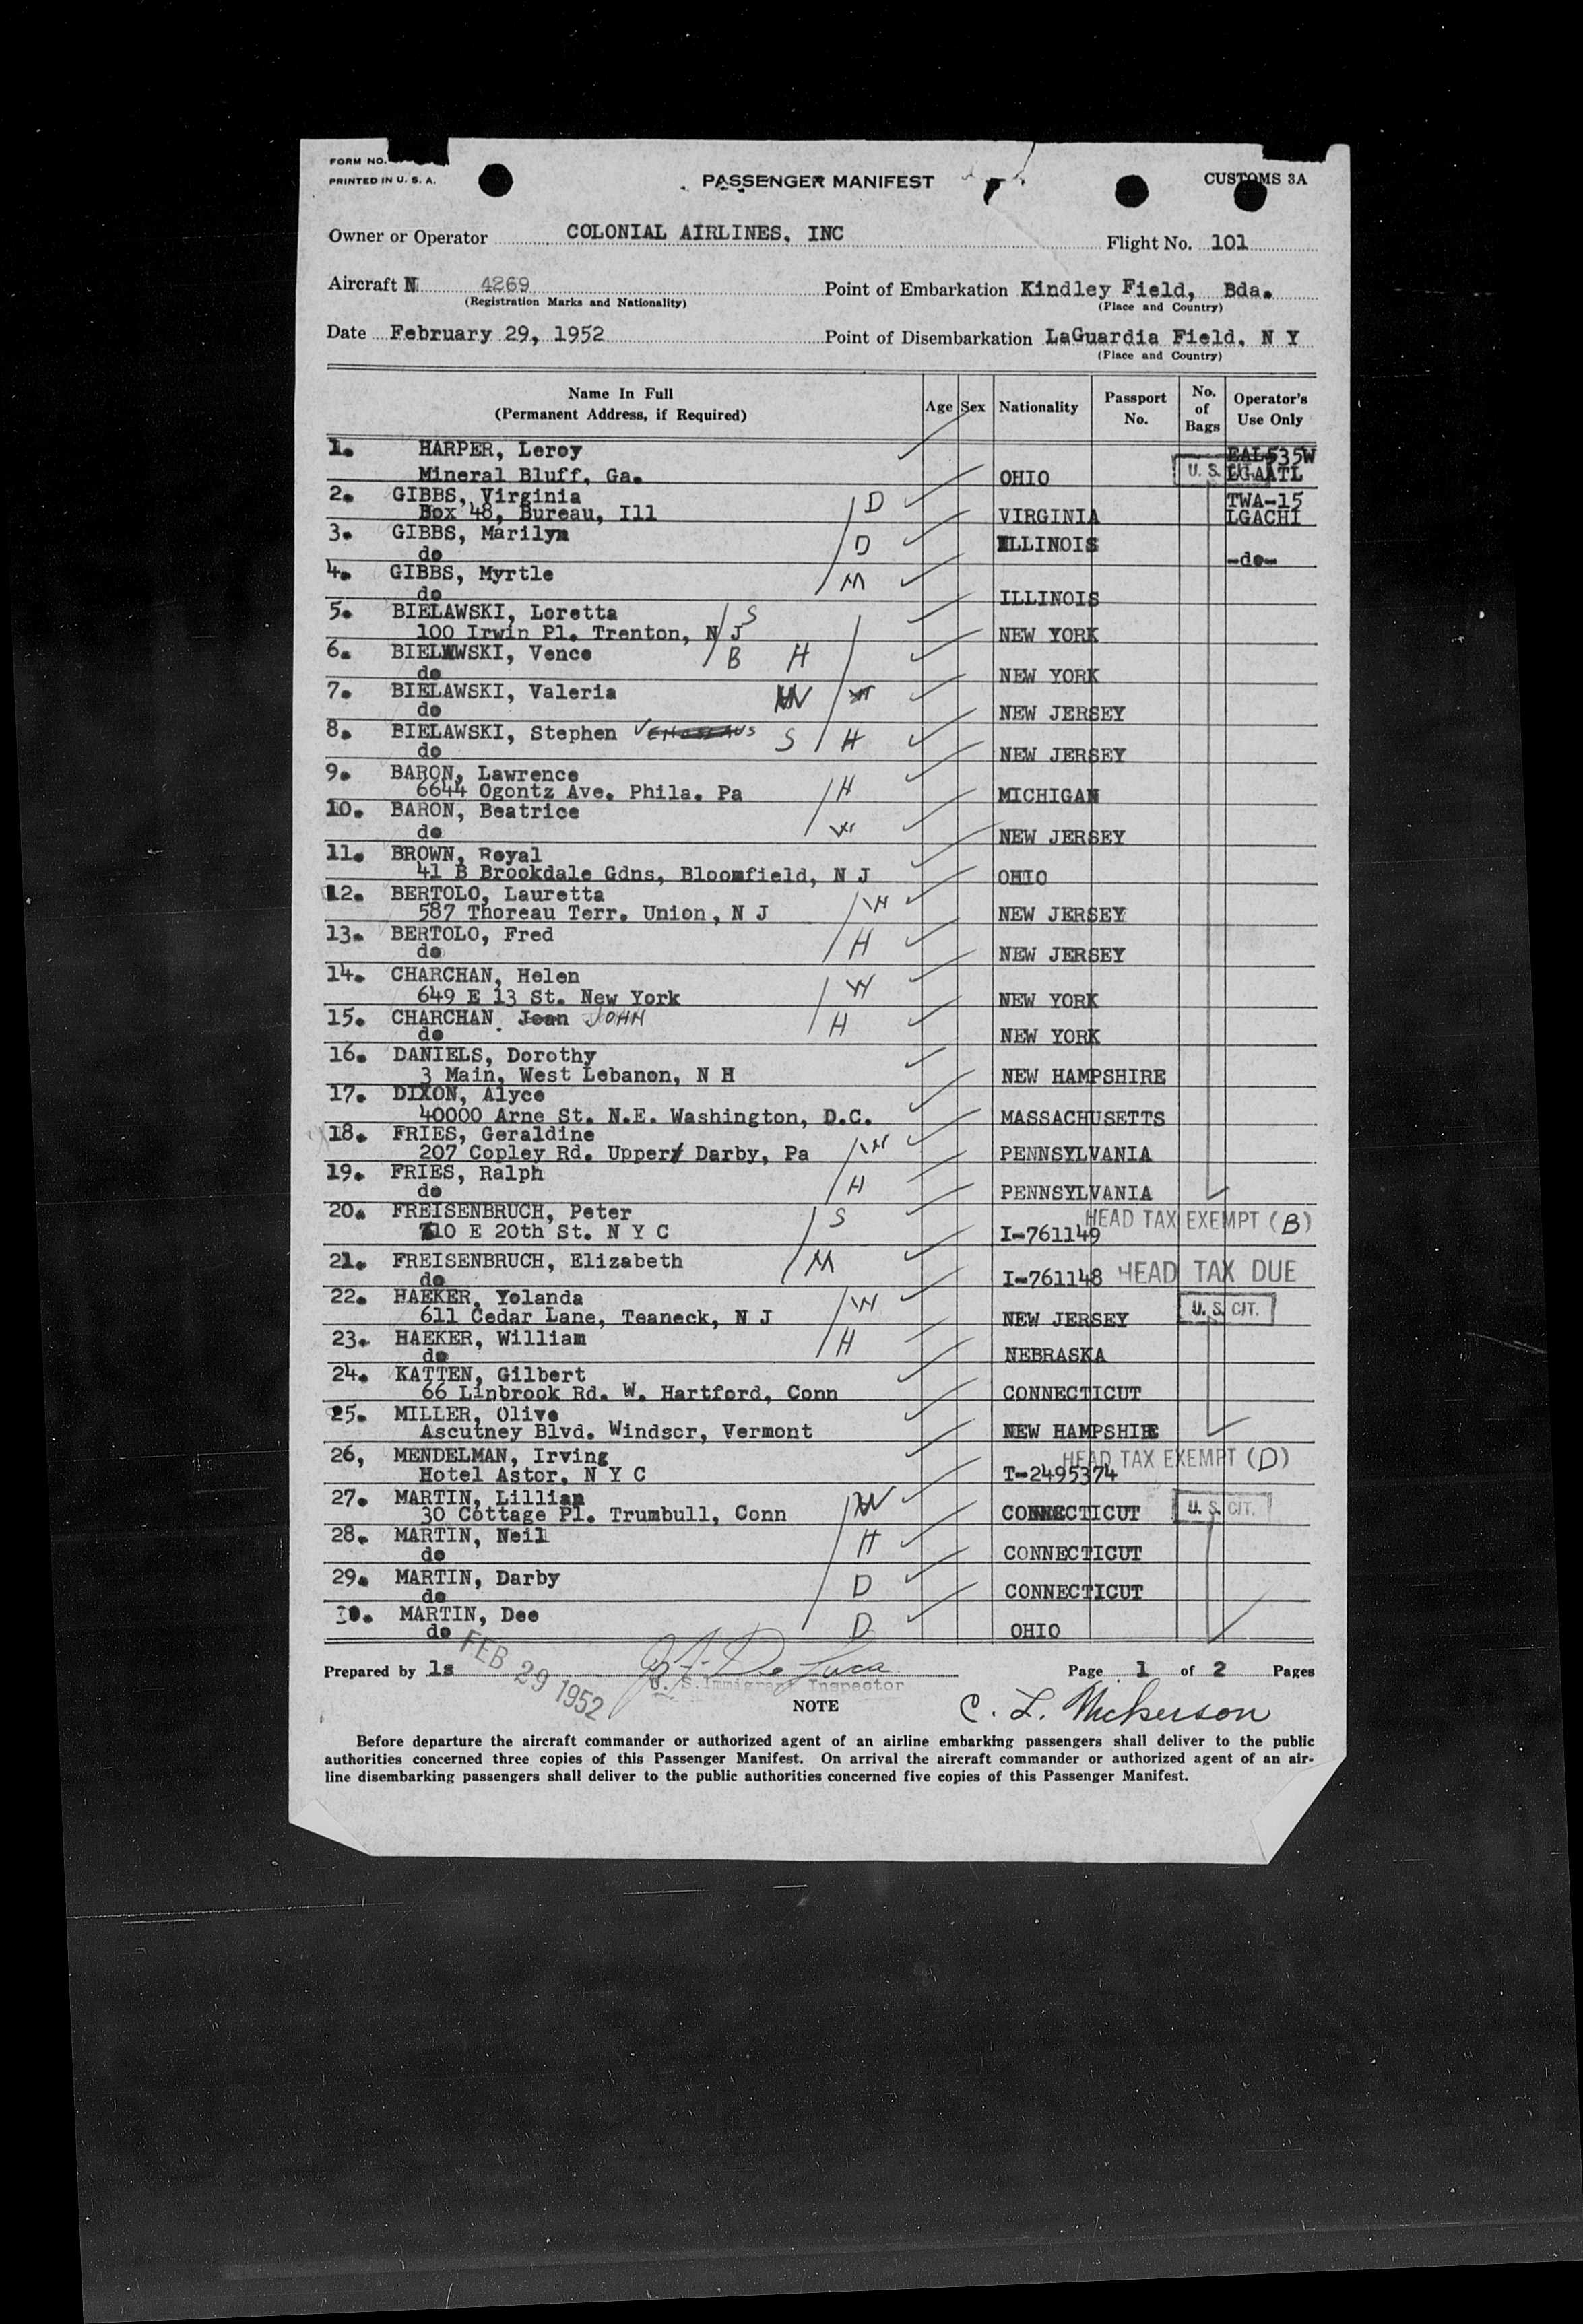 FORM NO.
PRINTED IN U. S. A.
PASSENGER MANIFEST
CUSTOMS 3A
Owner or Operator COLONIAL AIRLINES, INC Flight No. 101
Aircraft N 4269 Point of Embarkation Kindley Field, Bda.
(Registration Marks and Nationality) (Place and Country)
Date February 29, 1952 Point of Disembarkation LaGuardia Field, N Y
(Place and Country)
Name In Full (Permanent Address, if Required) Age Sex Nationality Passport No. No. of Bags Operator's Use Only
1. HARPER, Leroy EAL535W
Mineral Bluff, Ga. OHIO U. S. LGAATL
2. GIBBS, Virginia D TWA-15
Box 48, Bureau, Ill VIRGINIA LGACHI
3. GIBBS, Marilyn D ILLINOIS
do -do-
4. GIBBS, Myrtle M
do ILLINOIS
5. BIELAWSKI, Loretta S
100 Irwin Pl. Trenton, N J NEW YORK
6. BIELAWSKI, Vence B H
do NEW YORK
7. BIELAWSKI, Valeria W W
do NEW JERSEY
8. BIELAWSKI, Stephen S H
do NEW JERSEY
9. BARON, Lawrence H
6644 Ogontz Ave. Phila. Pa MICHIGAN
10. BARON, Beatrice W
do NEW JERSEY
11. BROWN, Royal
41 B Brookdale Gdns, Bloomfield, N J OHIO
12. BERTOLO, Lauretta W
587 Thoreau Terr. Union, N J NEW JERSEY
13. BERTOLO, Fred H
do NEW JERSEY
14. CHARCHAN, Helen W
649 E 13 St. New York NEW YORK
15. CHARCHAN. Jean JOHN H
do NEW YORK
16. DANIELS, Dorothy
3 Main, West Lebanon, N H NEW HAMPSHIRE
17. DIXON, Alyce
40000 Arne St. N.E. Washington, D.C. MASSACHUSETTS
18. FRIES, Geraldine W
207 Copley Rd. Upper Darby, Pa PENNSYLVANIA
19. FRIES, Ralph H
do PENNSYLVANIA
20. FREISENBRUCH, Peter S HEAD TAX EXEMPT (B)
710 E 20th St. N Y C I-761149
21. FREISENBRUCH, Elizabeth M
do I-761148 HEAD TAX DUE
22. HAEKER, Yolanda W
611 Cedar Lane, Teaneck, N J NEW JERSEY U. S. CIT.
23. HAEKER, William H
do NEBRASKA
24. KATTEN, Gilbert
66 Linbrook Rd. W. Hartford, Conn CONNECTICUT
25. MILLER, Olive
Ascutney Blvd. Windsor, Vermont NEW HAMPSHIRE
26, MENDELMAN, Irving HEAD TAX EXEMPT (D)
Hotel Astor, N Y C T-2495374
27. MARTIN, Lillian W
30 Cottage Pl. Trumbull, Conn CONNECTICUT U. S. CIT.
28. MARTIN, Neil H
do CONNECTICUT
29. MARTIN, Darby D
do CONNECTICUT
30. MARTIN, Dee D
do OHIO
Prepared by ls FEB 29 1952 De Luca Page 1 of 2 Pages
U. S. Immigrant Inspector
NOTE C. L. Nickerson
Before departure the aircraft commander or authorized agent of an airline embarking passengers shall deliver to the public
authorities concerned three copies of this Passenger Manifest. On arrival the aircraft commander or authorized agent of an air-
line disembarking passengers shall deliver to the public authorities concerned five copies of this Passenger Manifest.